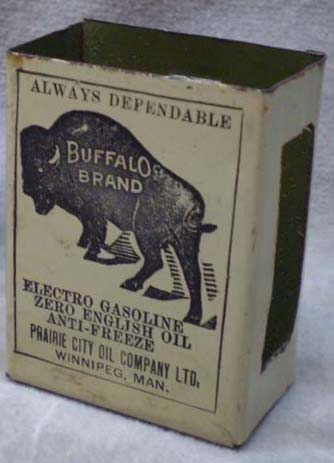 ALWAYS DEPENDABLE
BUFFALO
BRAND
ELECTRO GASOLINE
ZERO ENGLISH OIL
ANTI-FREEZE
PRAIRIE CITY OIL COMPANY LTD,
WINNIPEG, MAN.